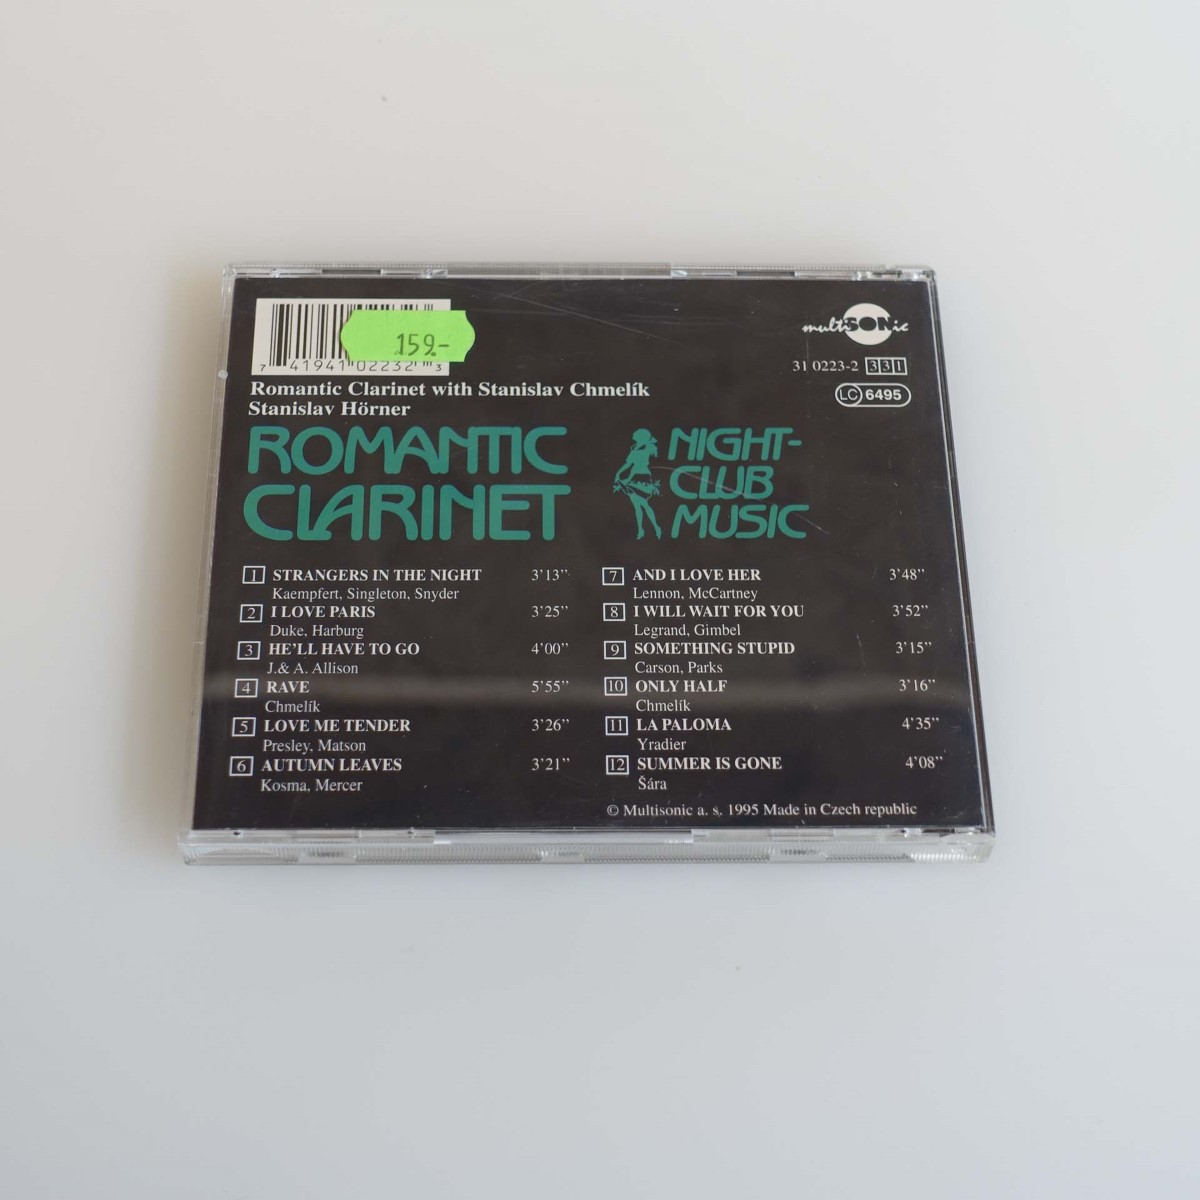 159.-
7 41941 02232 3
multiSONic
31 0223-2 331
LC 6495
Romantic Clarinet with Stanislav Chmelík
Stanislav Hörner
ROMANTIC
CLARINET
NIGHT-
CLUB
MUSIC
1 STRANGERS IN THE NIGHT 3'13''
Kaempfert, Singleton, Snyder
2 I LOVE PARIS 3'25''
Duke, Harburg
3 HE'LL HAVE TO GO 4'00''
J.& A. Allison
4 RAVE 5'55''
Chmelík
5 LOVE ME TENDER 3'26''
Presley, Matson
6 AUTUMN LEAVES 3'21''
Kosma, Mercer
7 AND I LOVE HER 3'48''
Lennon, McCartney
8 I WILL WAIT FOR YOU 3'52''
Legrand, Gimbel
9 SOMETHING STUPID 3'15''
Carson, Parks
10 ONLY HALF 3'16''
Chmelík
11 LA PALOMA 4'35''
Yradier
12 SUMMER IS GONE 4'08''
Šára
© Multisonic a. s. 1995 Made in Czech republic